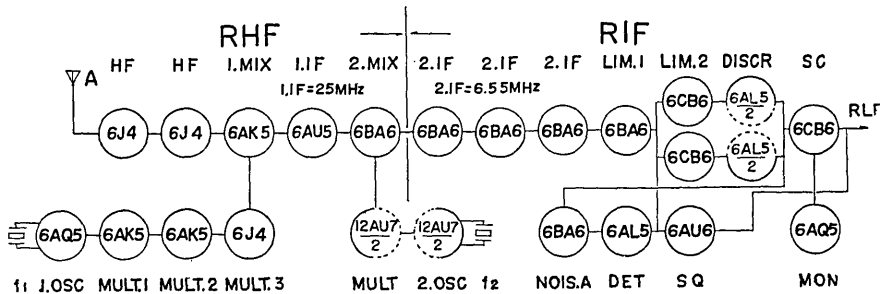 RHF RIF
A HF HF 1.MIX 1.IF 2.MIX 2.IF 2.IF 2.IF LIM.1 LIM.2 DISCR SC
1.IF=25MHz 2.IF=6.55MHz
6CB6 6AL5/2
6J4 6J4 6AK5 6AU5 6BA6 6BA6 6BA6 6BA6 6BA6 6CB6 RLF
6CB6 6AL5/2
6AQ5 6AK5 6AK5 6J4 12AU7/2 12AU7/2 6BA6 6AL5 6AU6 6AQ5
f1 1.OSC MULT.1 MULT.2 MULT.3 MULT 2.OSC f2 NOIS.A DET SQ MON